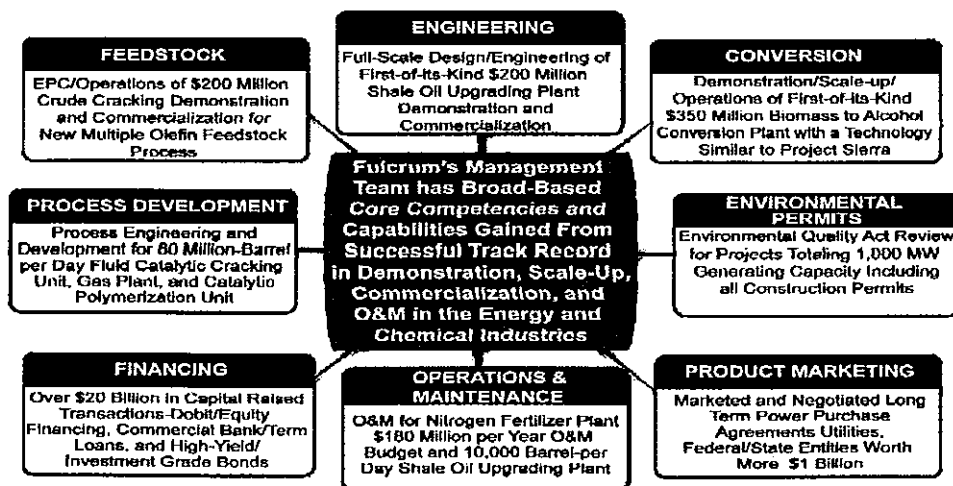 ENGINEERING
Full-Scale Design/Engineering of
First-of-Its-Kind $200 Million
Shale Oil Upgrading Plant
Demonstration and
Commercialization
FEEDSTOCK
EPC/Operations of $200 Million
Crude Cracking Demonstration
and Commercialization for
New Multiple Olefin Feedstock
Process
CONVERSION
Demonstration/Scale-up/
Operations of First-of-its-Kind
$350 Million Biomass to Alcohol
Conversion Plant with a Technology
Similar to Project Sierra
Fulcrum's Management
Team has Broad-Based
Core Competencies and
Capabilities Gained From
Successful Track Record
in Demonstration, Scale-Up,
Commercialization, and
O&M in the Energy and
Chemical Industries
PROCESS DEVELOPMENT
Process Engineering and
Development for 80 Million-Barrel
per Day Fluid Catalytic Cracking
Unit, Gas Plant, and Catalytic
Polymerization Unit
ENVIRONMENTAL
PERMITS
Environmental Quality Act Review
for Projects Totaling 1,000 MW
Generating Capacity Including
all Construction Permits
FINANCING
Over $20 Billion in Capital Raised
Transactions-Debit/Equity
Financing, Commercial Bank/Term
Loans, and High-Yield/
Investment Grade Bonds
OPERATIONS &
MAINTENANCE
O&M for Nitrogen Fertilizer Plant
$180 Million per Year O&M
Budget and 10,000 Barrel-per
Day Shale Oil Upgrading Plant
PRODUCT MARKETING
Marketed and Negotiated Long
Term Power Purchase
Agreements Utilities,
Federal/State Entities Worth
More $1 Billion